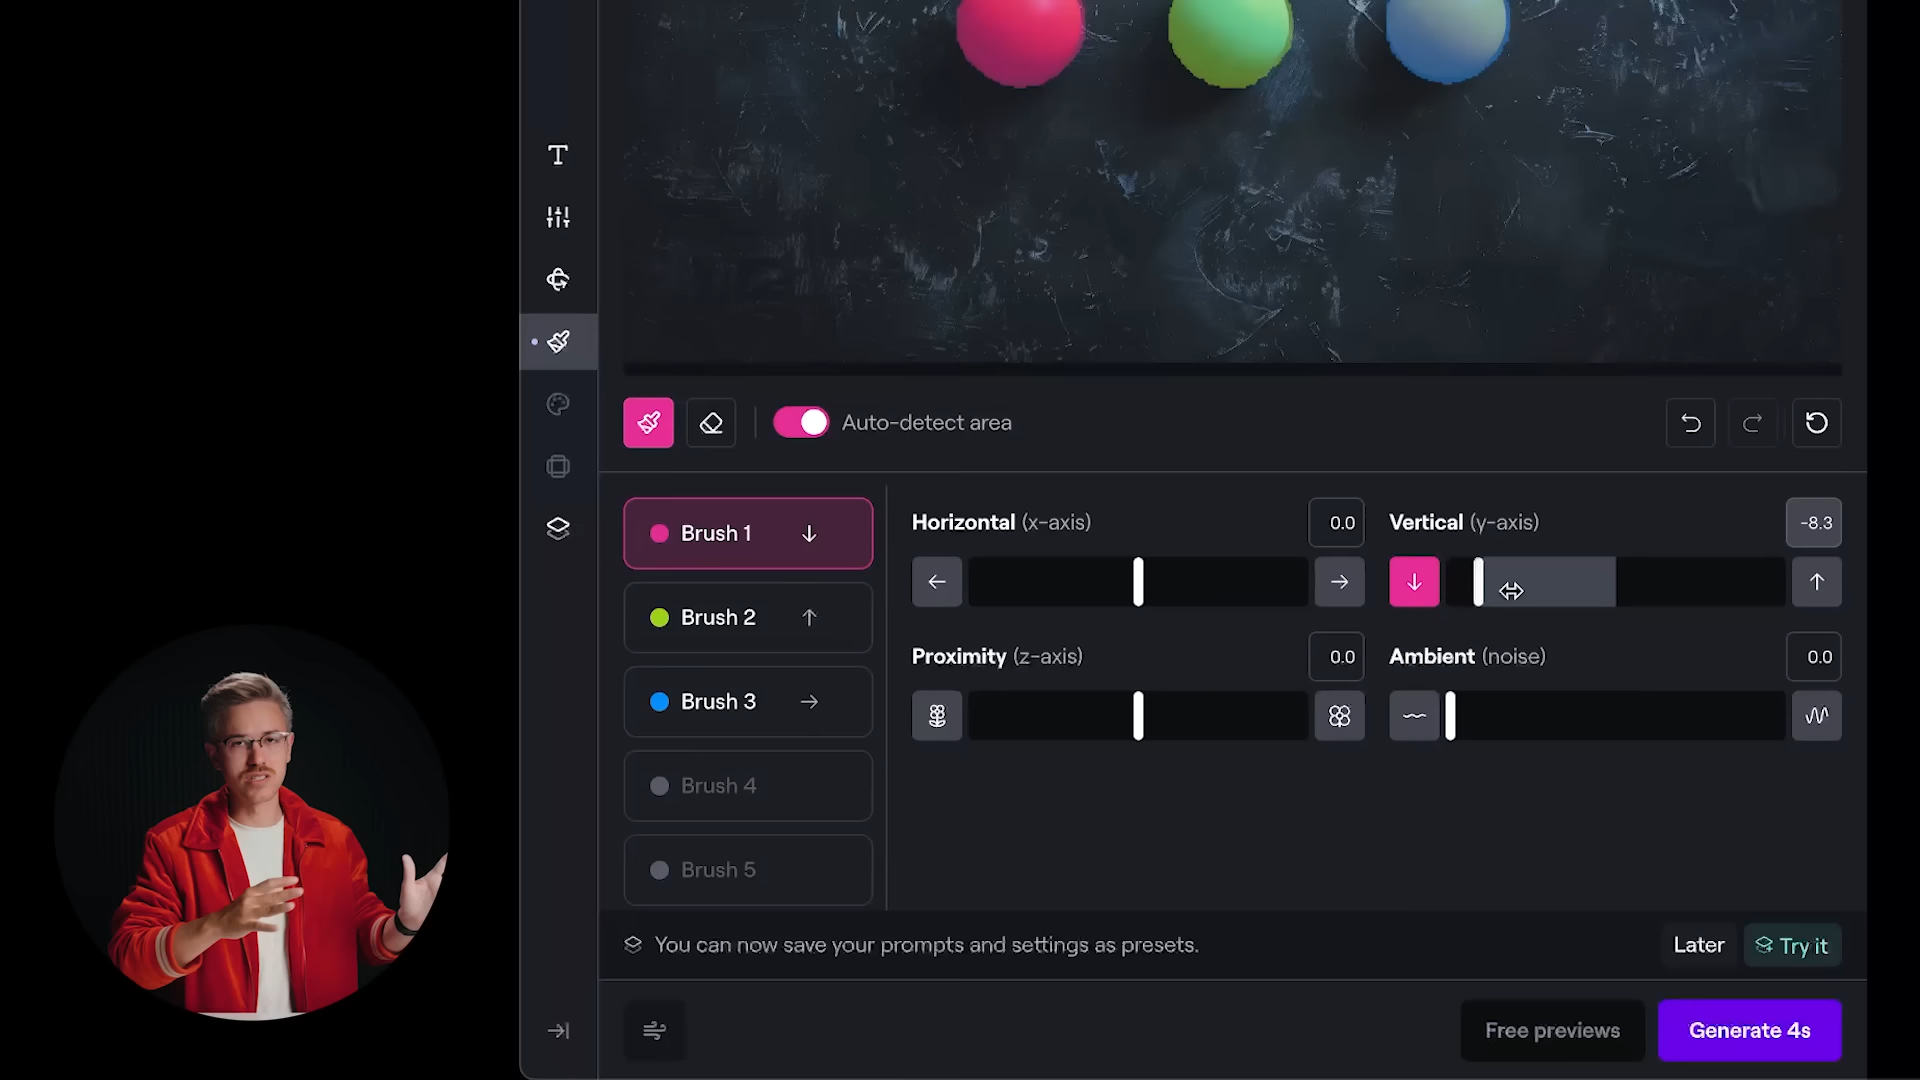 Auto-detect area
Brush 1
Brush 2
Brush 3
Brush 4
Brush 5
Horizontal (x-axis) 0.0
Vertical (y-axis) -8.3
Proximity (z-axis) 0.0
Ambient (noise) 0.0
You can now save your prompts and settings as presets.
Later
Try it
Free previews
Generate 4s